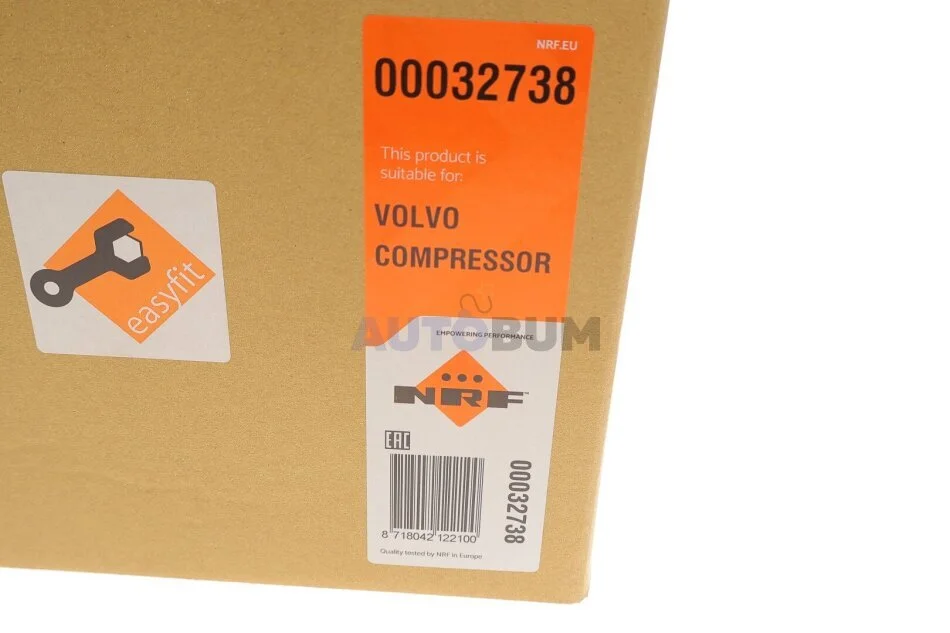 NRF.EU
00032738
This product is
suitable for:
VOLVO
COMPRESSOR
easyfit
AUTOBUM
EMPOWERING PERFORMANCE
NRF™
EAC
00032738
8 718042 122100
Quality tested by NRF in Europe